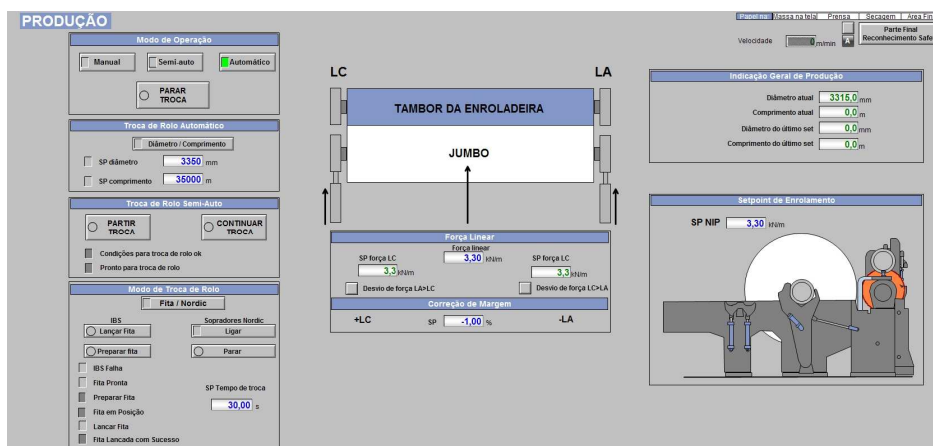 PRODUÇÃO
Papel na:
Massa na tela
Prensa
Secagem
Área Fin
Velocidade
0 m/min
A
Parte Final
Reconhecimento Safe
Modo de Operação
Manual
Semi-auto
Automático
PARAR
TROCA
Troca de Rolo Automático
Diâmetro / Comprimento
SP diâmetro 3350 mm
SP comprimento 35000 m
Troca de Rolo Semi-Auto
PARTIR
TROCA
CONTINUAR
TROCA
Condições para troca de rolo ok
Pronto para troca de rolo
Modo de Troca de Rolo
Fita / Nordic
IBS
Sopradores Nordic
Lançar Fita
Ligar
Preparar fita
Parar
IBS Falha
Fita Pronta
Preparar Fita
Fita em Posição
Lancar Fita
Fita Lancada com Sucesso
SP Tempo de troca
30,00 s
LC
LA
TAMBOR DA ENROLADEIRA
JUMBO
Força Linear
Força linear
3,30 kN/m
SP força LC
3,3 kN/m
SP força LC
3,3 kN/m
Desvio de força LA>LC
Desvio de força LC>LA
Correção de Margem
+LC
SP -1,00 %
-LA
Indicação Geral de Produção
Diâmetro atual 3315,0 mm
Comprimento atual 0,0 m
Diâmetro do último set 0,0 mm
Comprimento do último set 0,0 m
Setpoint de Enrolamento
SP NIP 3,30 kN/m